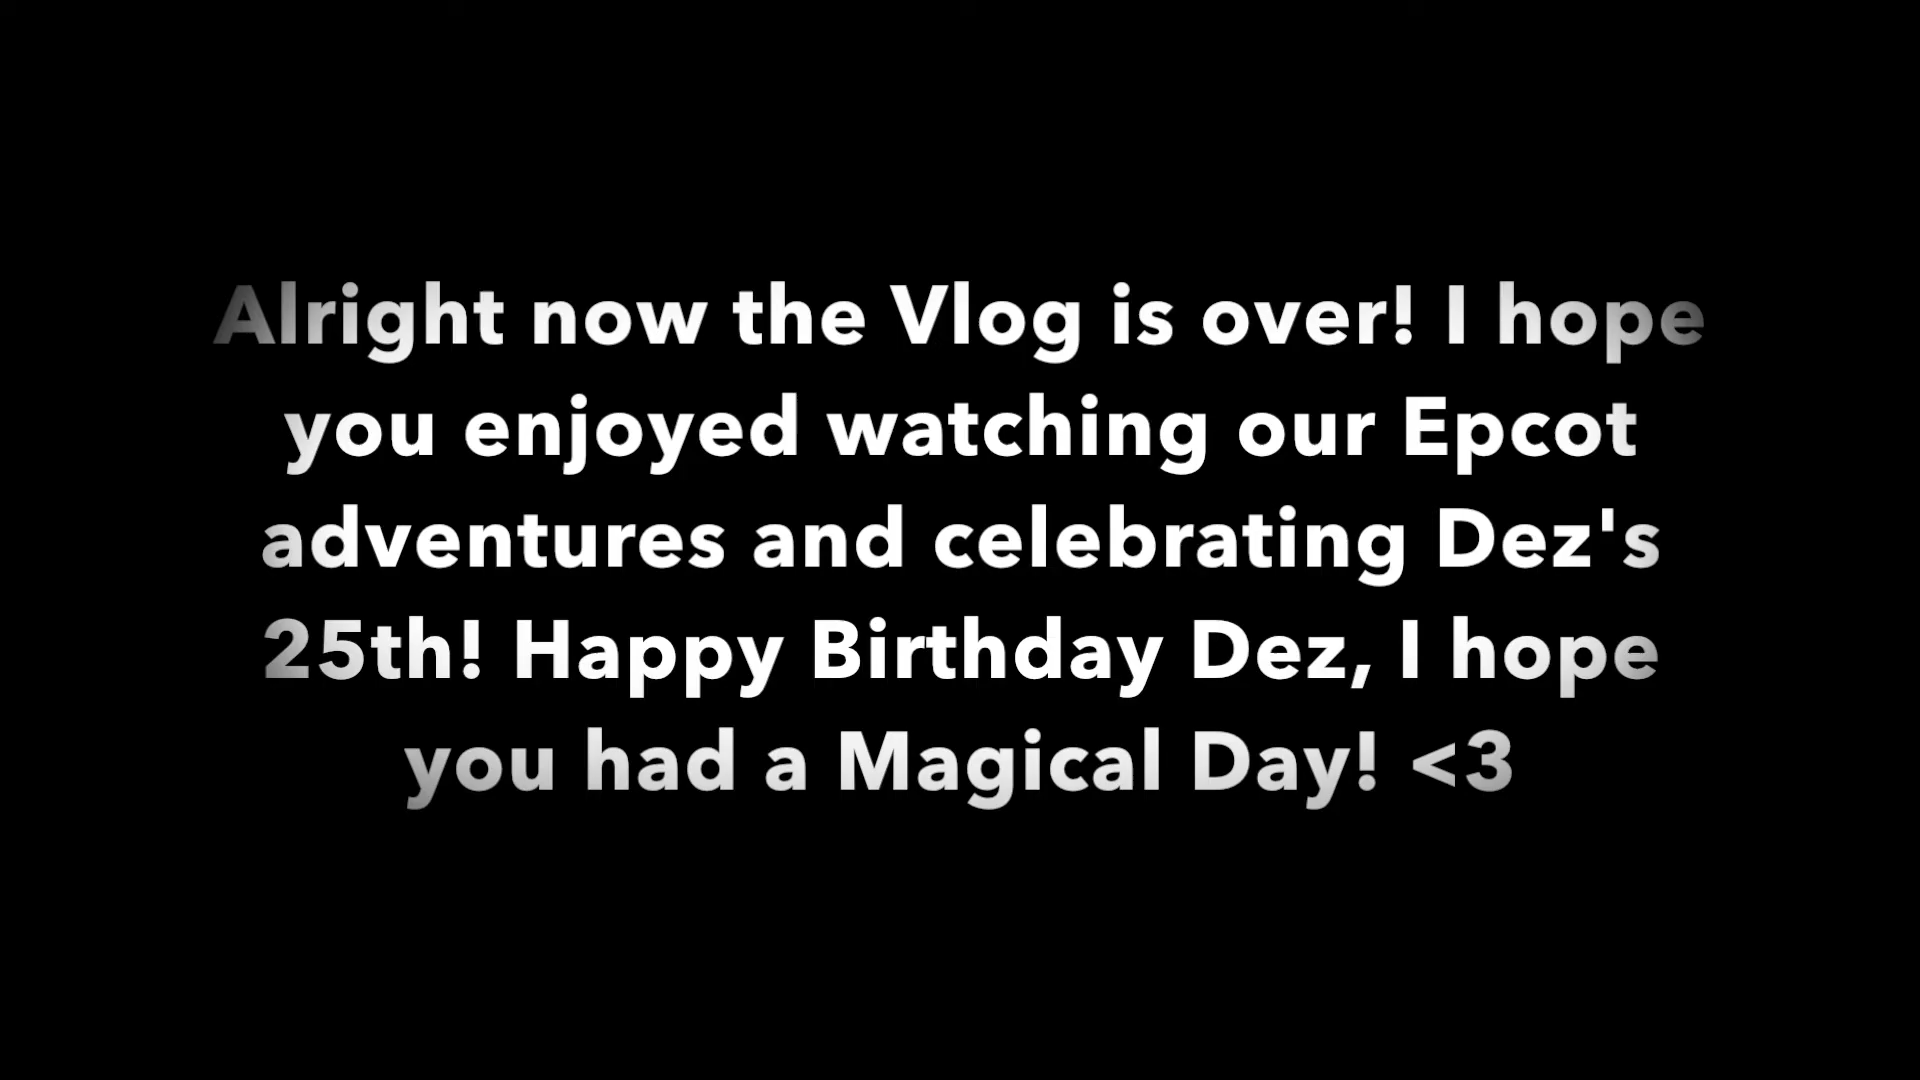 Alright now the Vlog is over! I hope
you enjoyed watching our Epcot
adventures and celebrating Dez's
25th! Happy Birthday Dez, I hope
you had a Magical Day! <3